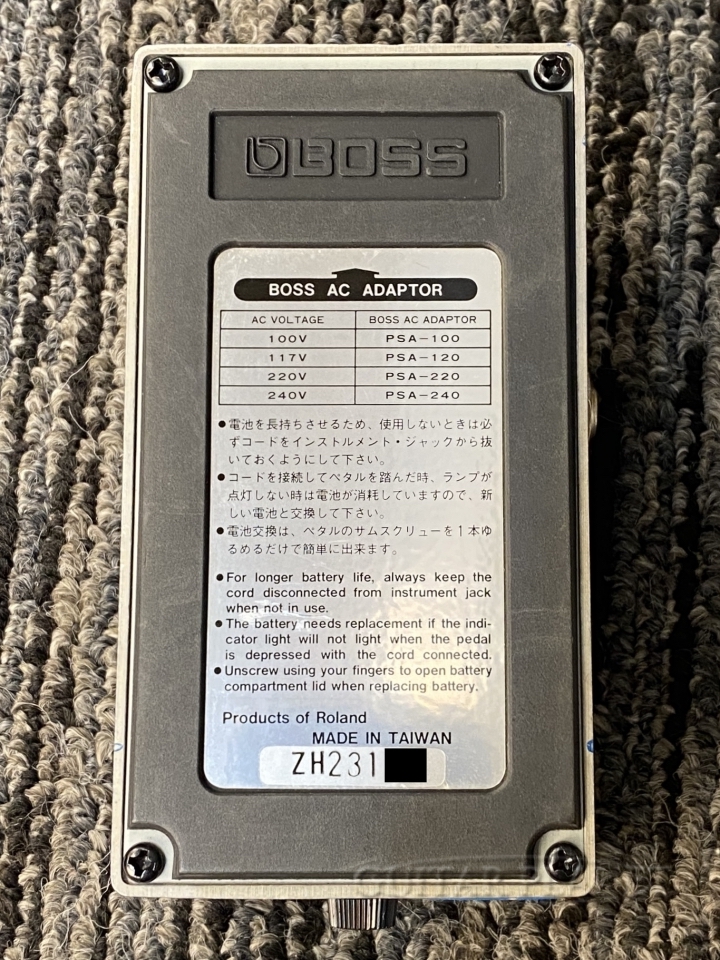 BOSS
BOSS AC ADAPTOR
AC VOLTAGE BOSS AC ADAPTOR
100V PSA-100
117V PSA-120
220V PSA-220
240V PSA-240
●電池を長持ちさせるため、使用しないときは必
ずコードをインストルメント・ジャックから抜
いておくようにして下さい。
●コードを接続してペタルを踏んだ時、ランプが
点灯しない時は電池が消耗していますので、新
しい電池と交換して下さい。
●電池交換は、ペタルのサムスクリューを1本ゆ
るめるだけで簡単に出来ます。
●For longer battery life, always keep the
cord disconnected from instrument jack
when not in use.
●The battery needs replacement if the indi-
cator light will not light when the pedal
is depressed with the cord connected.
●Unscrew using your fingers to open battery
compartment lid when replacing battery.
Products of Roland
MADE IN TAIWAN
ZH231
GUITAR